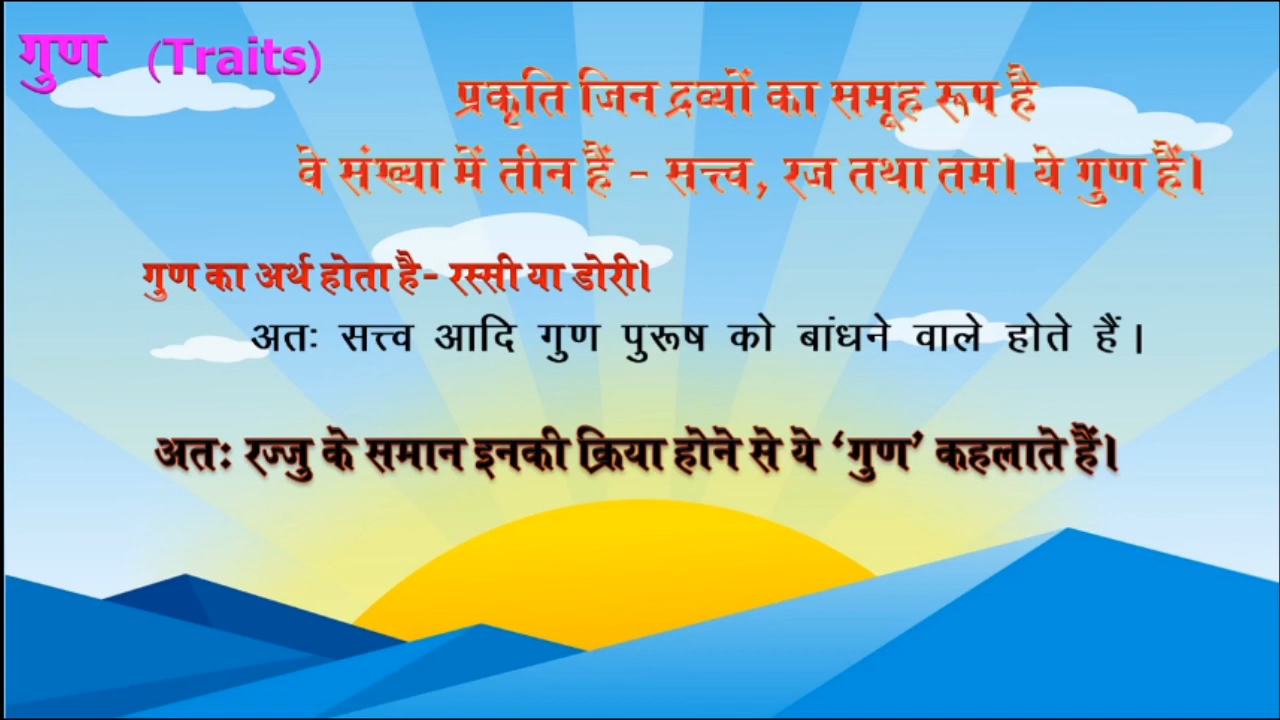 गुण (Traits)
प्रकृति जिन द्रव्यों का समूह रूप है
वे संख्या में तीन हैं - सत्त्व, रज तथा तम। ये गुण हैं।
गुण का अर्थ होता है- रस्सी या डोरी।
अतः सत्त्व आदि गुण पुरूष को बांधने वाले होते हैं।
अतः रज्जु के समान इनकी क्रिया होने से ये ‘गुण’ कहलाते हैं।